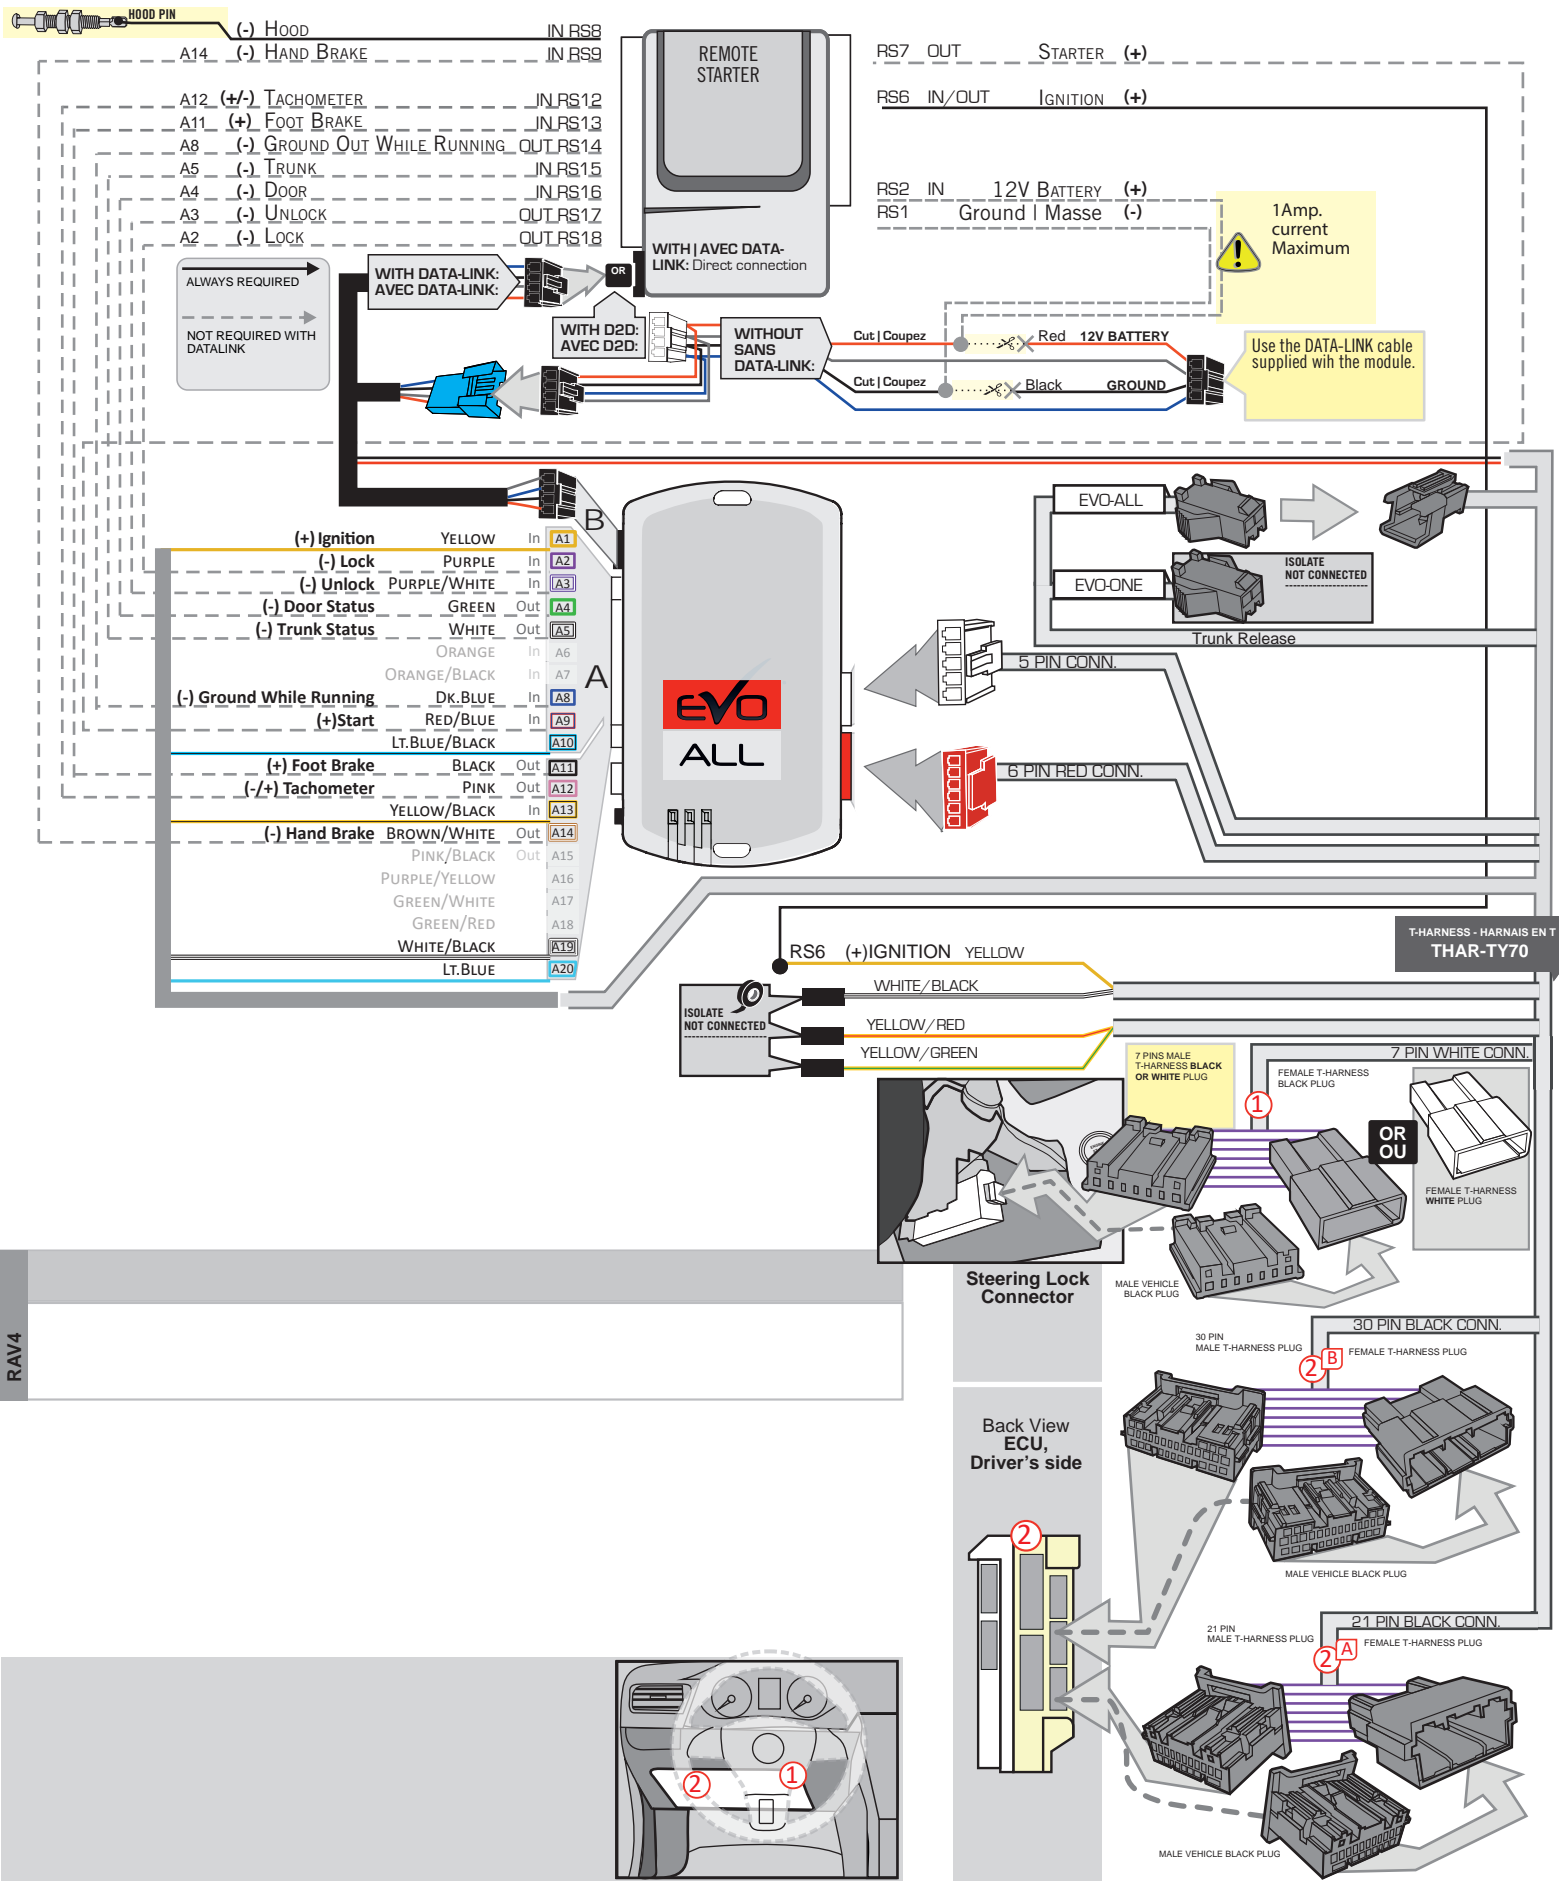 HOOD PIN
(-) HOOD IN RS8
A14 (-) HAND BRAKE IN RS9
A12 (+/-) TACHOMETER IN RS12
A11 (+) FOOT BRAKE IN RS13
A8 (-) GROUND OUT WHILE RUNNING OUT RS14
A5 (-) TRUNK IN RS15
A4 (-) DOOR IN RS16
A3 (-) UNLOCK OUT RS17
A2 (-) LOCK OUT RS18
REMOTE
STARTER
WITH | AVEC DATA-
LINK: Direct connection
RS7 OUT STARTER (+)
RS6 IN/OUT IGNITION (+)
RS2 IN 12V BATTERY (+)
RS1 Ground | Masse (-)
1Amp.
current
Maximum
ALWAYS REQUIRED
NOT REQUIRED WITH
DATALINK
WITH DATA-LINK:
AVEC DATA-LINK:
OR
WITH D2D:
AVEC D2D:
WITHOUT
SANS
DATA-LINK:
Cut | Coupez Red 12V BATTERY
Cut | Coupez Black GROUND
Use the DATA-LINK cable
supplied wih the module.
B
A
(+) Ignition YELLOW In A1
(-) Lock PURPLE In A2
(-) Unlock PURPLE/WHITE In A3
(-) Door Status GREEN Out A4
(-) Trunk Status WHITE Out A5
ORANGE In A6
ORANGE/BLACK In A7
(-) Ground While Running DK.BLUE In A8
(+)Start RED/BLUE In A9
LT.BLUE/BLACK A10
(+) Foot Brake BLACK Out A11
(-/+) Tachometer PINK Out A12
YELLOW/BLACK In A13
(-) Hand Brake BROWN/WHITE Out A14
PINK/BLACK Out A15
PURPLE/YELLOW A16
GREEN/WHITE A17
GREEN/RED A18
WHITE/BLACK A19
LT.BLUE A20
EVO
ALL
EVO-ALL
EVO-ONE
ISOLATE
NOT CONNECTED
Trunk Release
5 PIN CONN.
6 PIN RED CONN.
T-HARNESS - HARNAIS EN T
THAR-TY70
RS6 (+)IGNITION YELLOW
WHITE/BLACK
YELLOW/RED
YELLOW/GREEN
ISOLATE
NOT CONNECTED
7 PINS MALE
T-HARNESS BLACK
OR WHITE PLUG
7 PIN WHITE CONN.
FEMALE T-HARNESS
BLACK PLUG
1
OR
OU
FEMALE T-HARNESS
WHITE PLUG
MALE VEHICLE
BLACK PLUG
Steering Lock
Connector
RAV4
30 PIN BLACK CONN.
30 PIN
MALE T-HARNESS PLUG
2 B
FEMALE T-HARNESS PLUG
MALE VEHICLE BLACK PLUG
Back View
ECU,
Driver's side
2
21 PIN BLACK CONN.
21 PIN
MALE T-HARNESS PLUG
2 A
FEMALE T-HARNESS PLUG
MALE VEHICLE BLACK PLUG
2
1